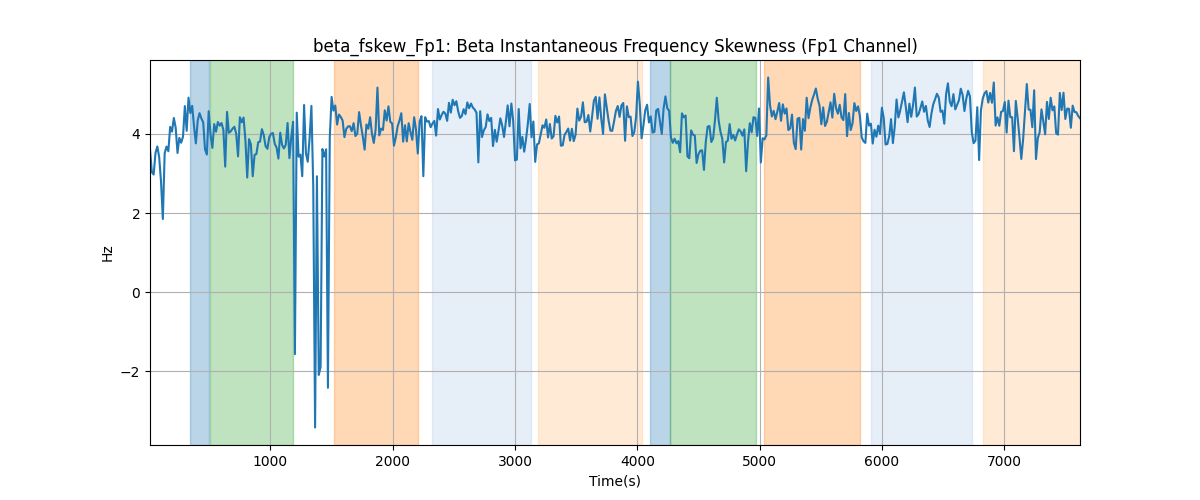 beta_fskew_Fp1: Beta Instantaneous Frequency Skewness (Fp1 Channel)
Hz
4
2
0
−2
1000 2000 3000 4000 5000 6000 7000
Time(s)